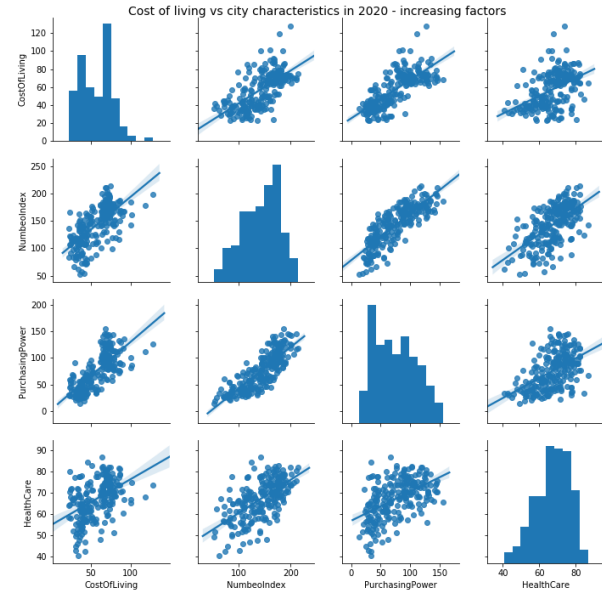 Cost of living vs city characteristics in 2020 - increasing factors
CostOfLiving
120
100
80
60
40
20
0
NumbeoIndex
250
200
150
100
50
PurchasingPower
200
150
100
50
0
HealthCare
90
80
70
60
50
40
50 100
CostOfLiving
100 200
NumbeoIndex
0 50 100 150
PurchasingPower
40 60 80
HealthCare